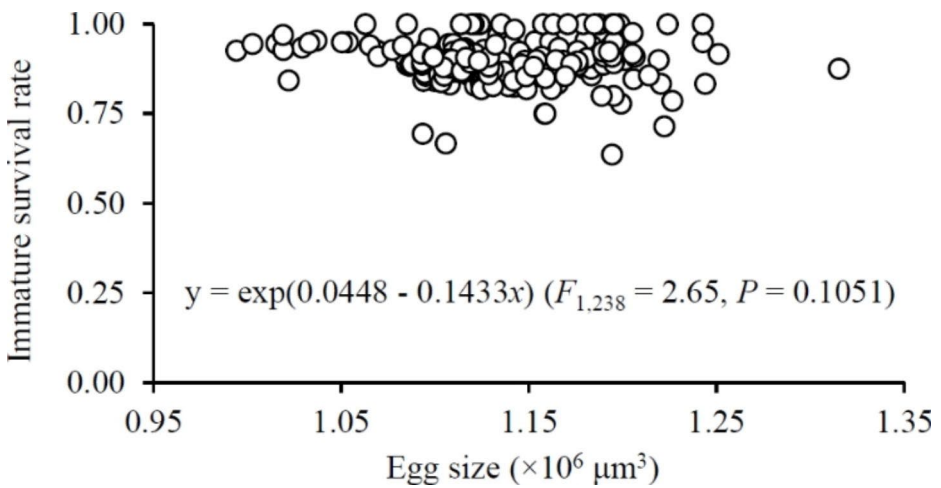 Immature survival rate
1.00
0.75
0.50
0.25
0.00
y = exp(0.0448 - 0.1433x) (F1,238 = 2.65, P = 0.1051)
0.95 1.05 1.15 1.25 1.35
Egg size (×10⁶ µm³)